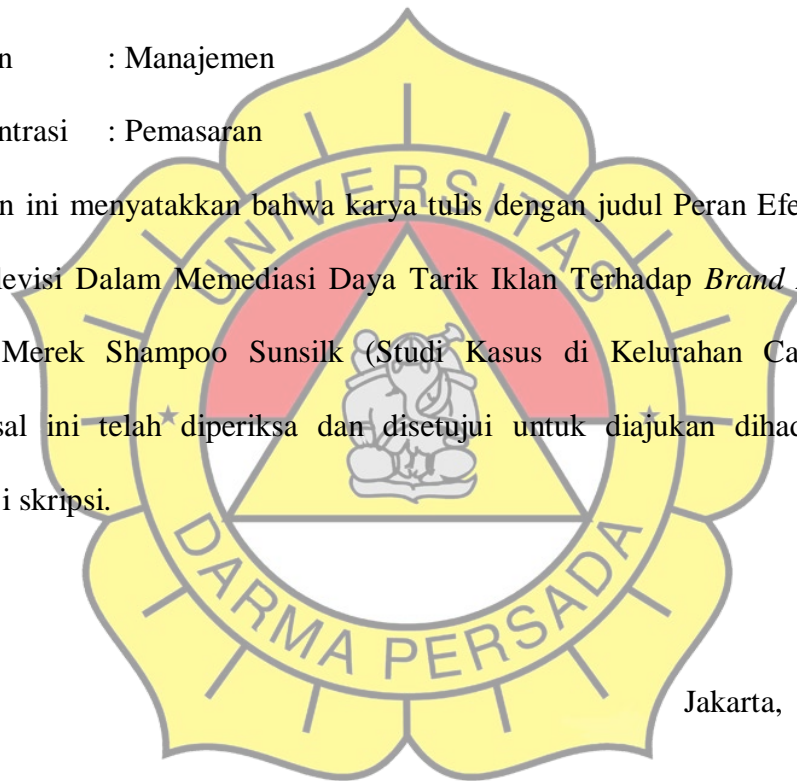 n : Manajemen
ntrasi : Pemasaran
n ini menyatakkan bahwa karya tulis dengan judul Peran Efe
levisi Dalam Memediasi Daya Tarik Iklan Terhadap Brand
Merek Shampoo Sunsilk (Studi Kasus di Kelurahan Ca
sal ini telah diperiksa dan disetujui untuk diajukan dihad
i skripsi.
Jakarta,
UNIVERSITAS
DARMA PERSADA